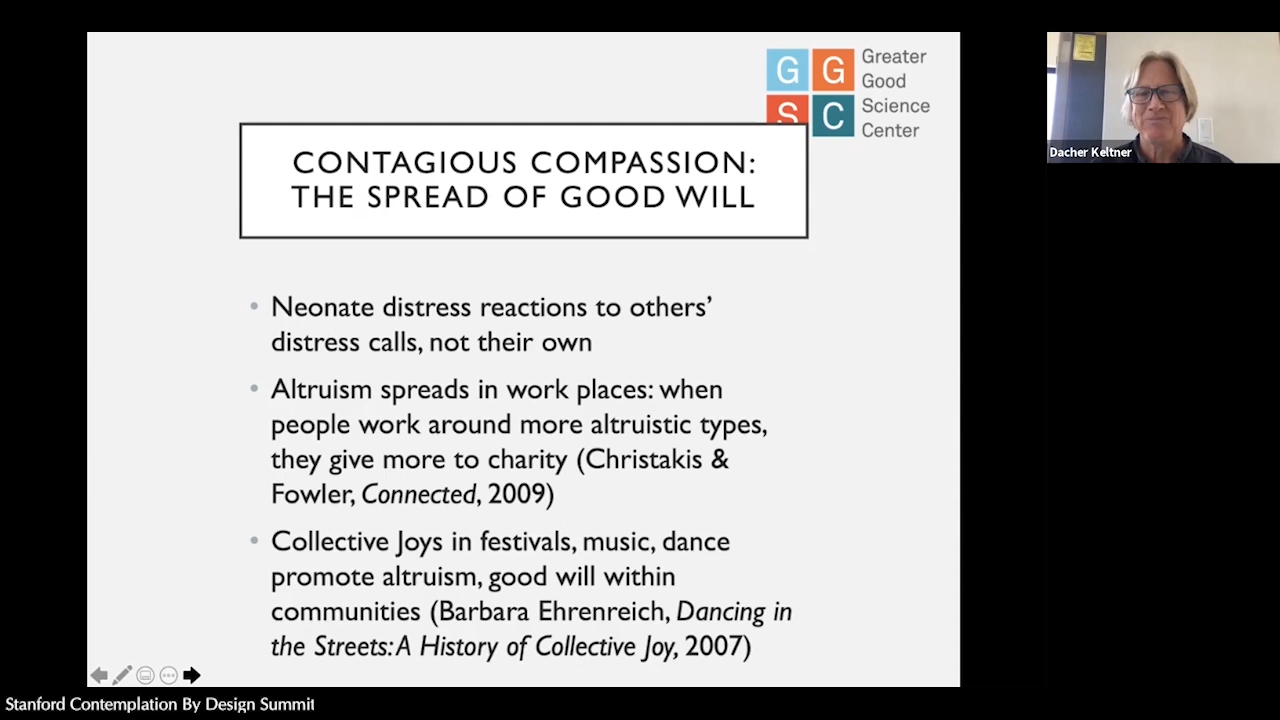 G G Greater
Good
S C Science
Center
CONTAGIOUS COMPASSION:
THE SPREAD OF GOOD WILL
Dacher Keltner
• Neonate distress reactions to others’
distress calls, not their own
• Altruism spreads in work places: when
people work around more altruistic types,
they give more to charity (Christakis &
Fowler, Connected, 2009)
• Collective Joys in festivals, music, dance
promote altruism, good will within
communities (Barbara Ehrenreich, Dancing in
the Streets: A History of Collective Joy, 2007)
Stanford Contemplation By Design Summit